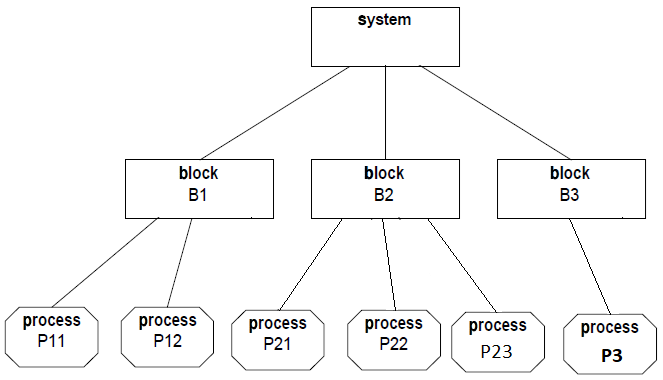 system
block
B1
block
B2
block
B3
process
P11
process
P12
process
P21
process
P22
process
P23
process
P3